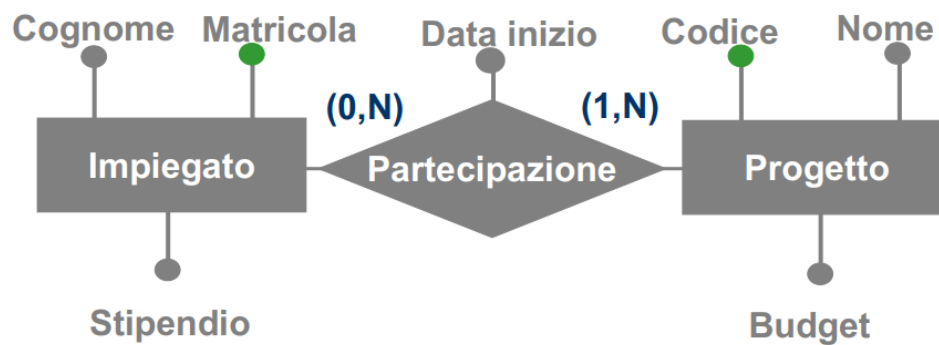 Cognome Matricola Data inizio Codice Nome
(0,N) (1,N)
Impiegato Partecipazione Progetto
Stipendio Budget